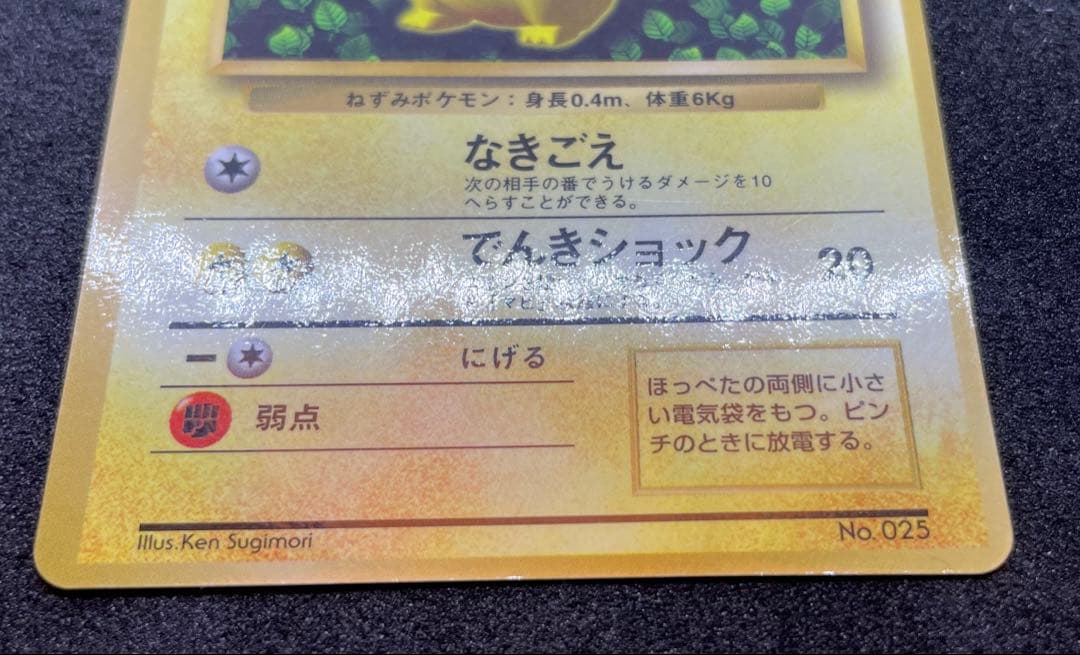 ねずみポケモン：身長0.4m、体重6Kg
なきごえ
次の相手の番でうけるダメージを10
へらすことができる。
でんきショック 20
にげる
弱点
ほっぺたの両側に小さ
い電気袋をもつ。ピン
チのときに放電する。
Illus.Ken Sugimori
No. 025